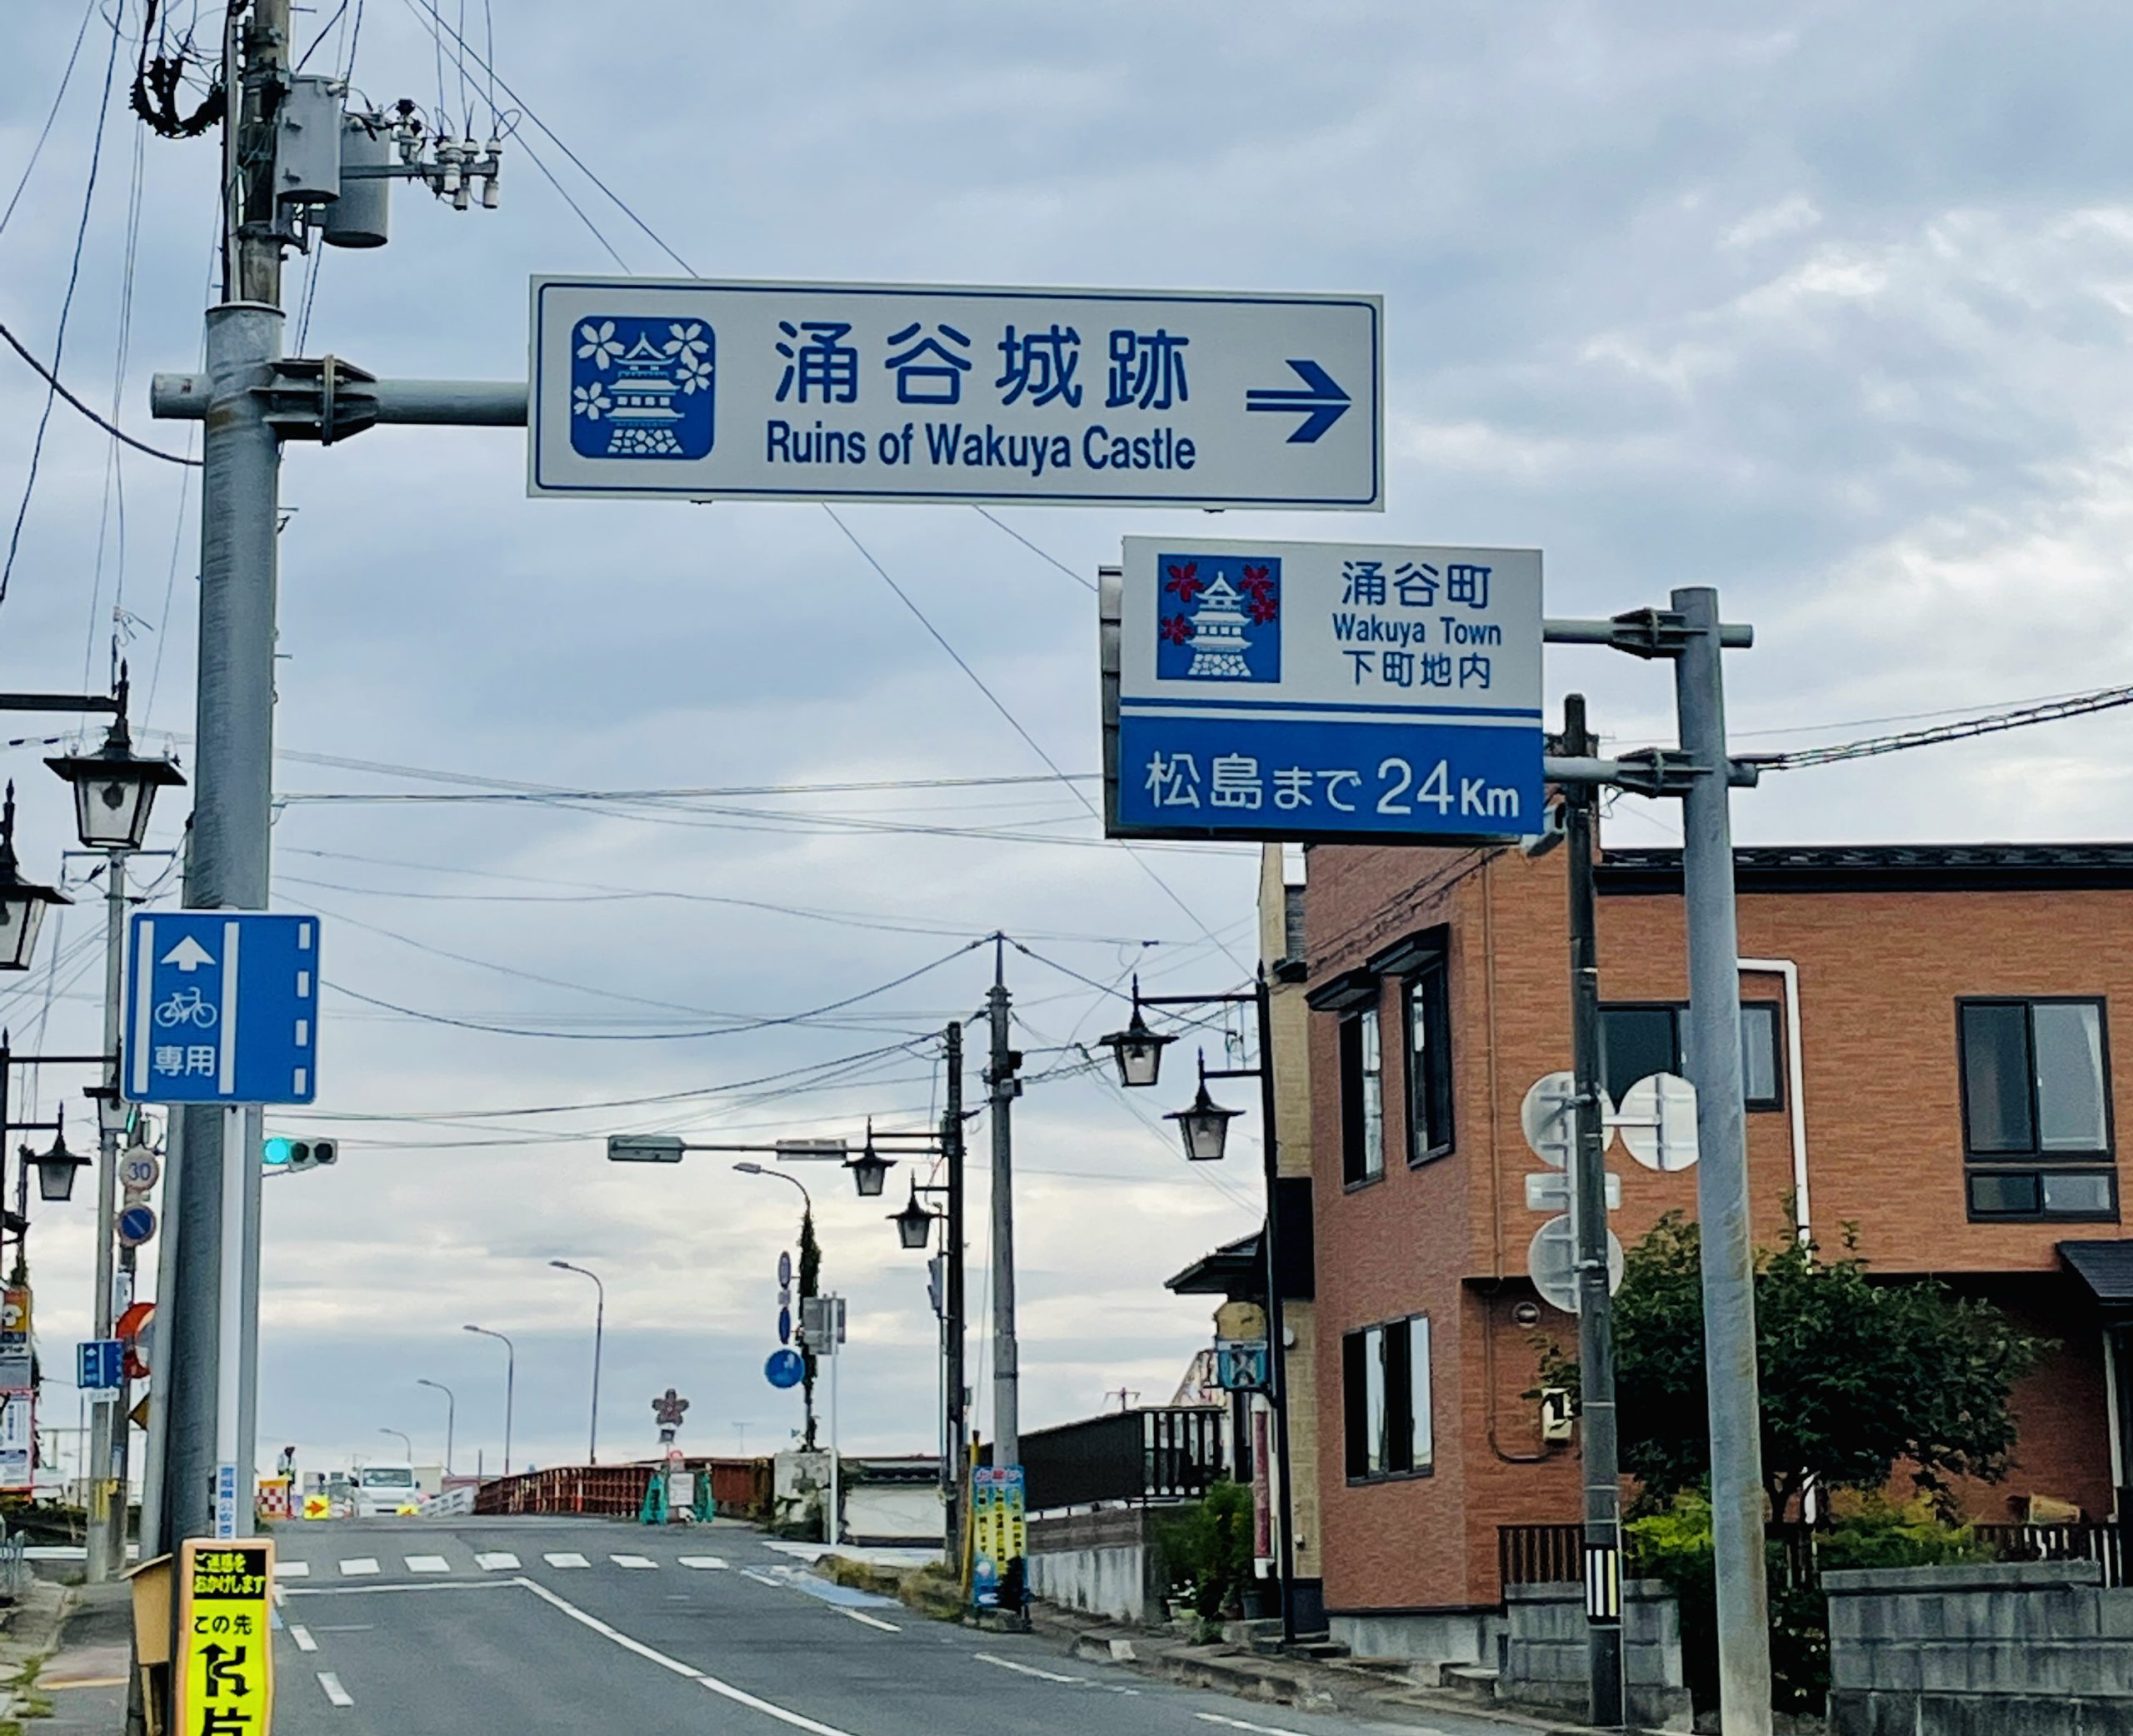 涌谷城跡
Ruins of Wakuya Castle
涌谷町
Wakuya Town
下町地内
松島まで 24Km
専用
30
ご迷惑を
おかけします
この先
片